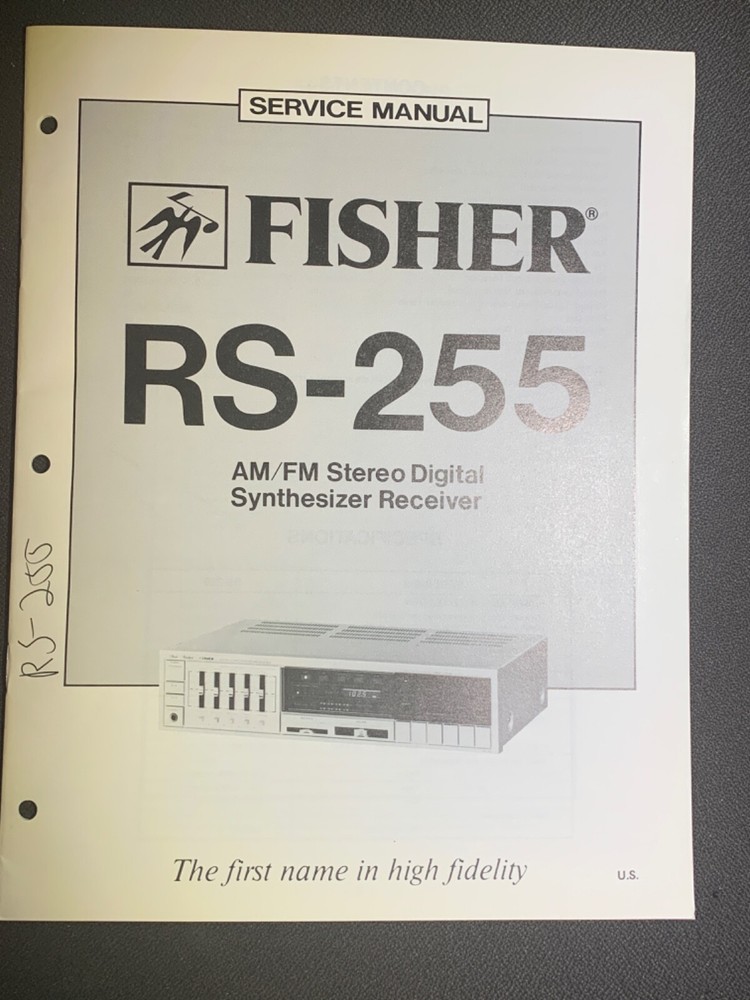 SERVICE MANUAL
FISHER®
RS-255
AM/FM Stereo Digital
Synthesizer Receiver
RS-255
The first name in high fidelity
U.S.